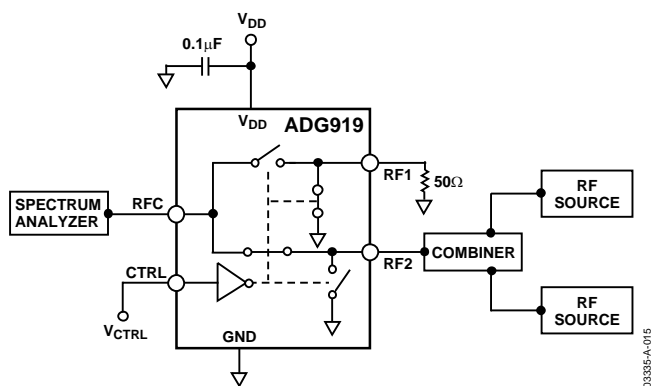 VDD
0.1µF
VDD
ADG919
RF1
50Ω
SPECTRUM
ANALYZER
RFC
RF
SOURCE
COMBINER
RF2
CTRL
VCTRL
RF
SOURCE
GND
03335-A-015